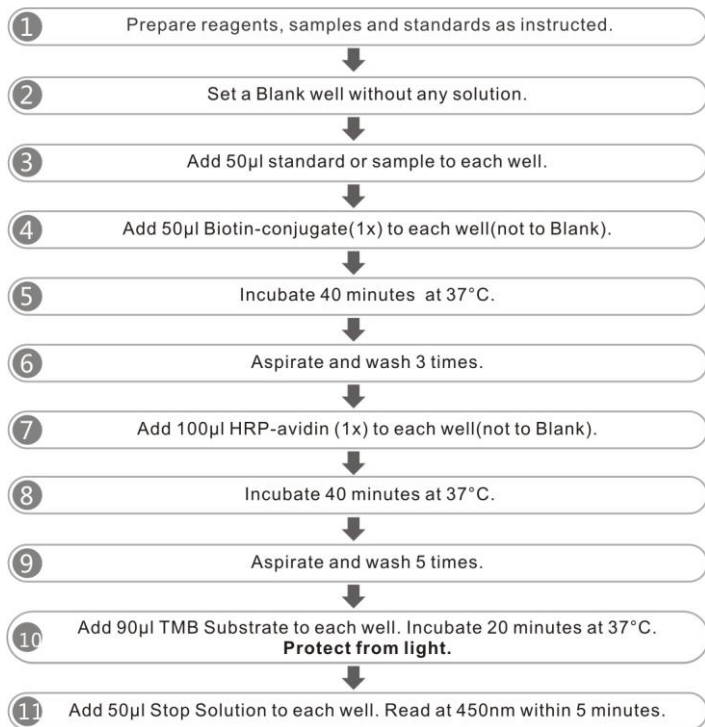 1 Prepare reagents, samples and standards as instructed.
2 Set a Blank well without any solution.
3 Add 50μl standard or sample to each well.
4 Add 50μl Biotin-conjugate(1x) to each well(not to Blank).
5 Incubate 40 minutes at 37°C.
6 Aspirate and wash 3 times.
7 Add 100μl HRP-avidin (1x) to each well(not to Blank).
8 Incubate 40 minutes at 37°C.
9 Aspirate and wash 5 times.
10 Add 90μl TMB Substrate to each well. Incubate 20 minutes at 37°C.
Protect from light.
11 Add 50μl Stop Solution to each well. Read at 450nm within 5 minutes.